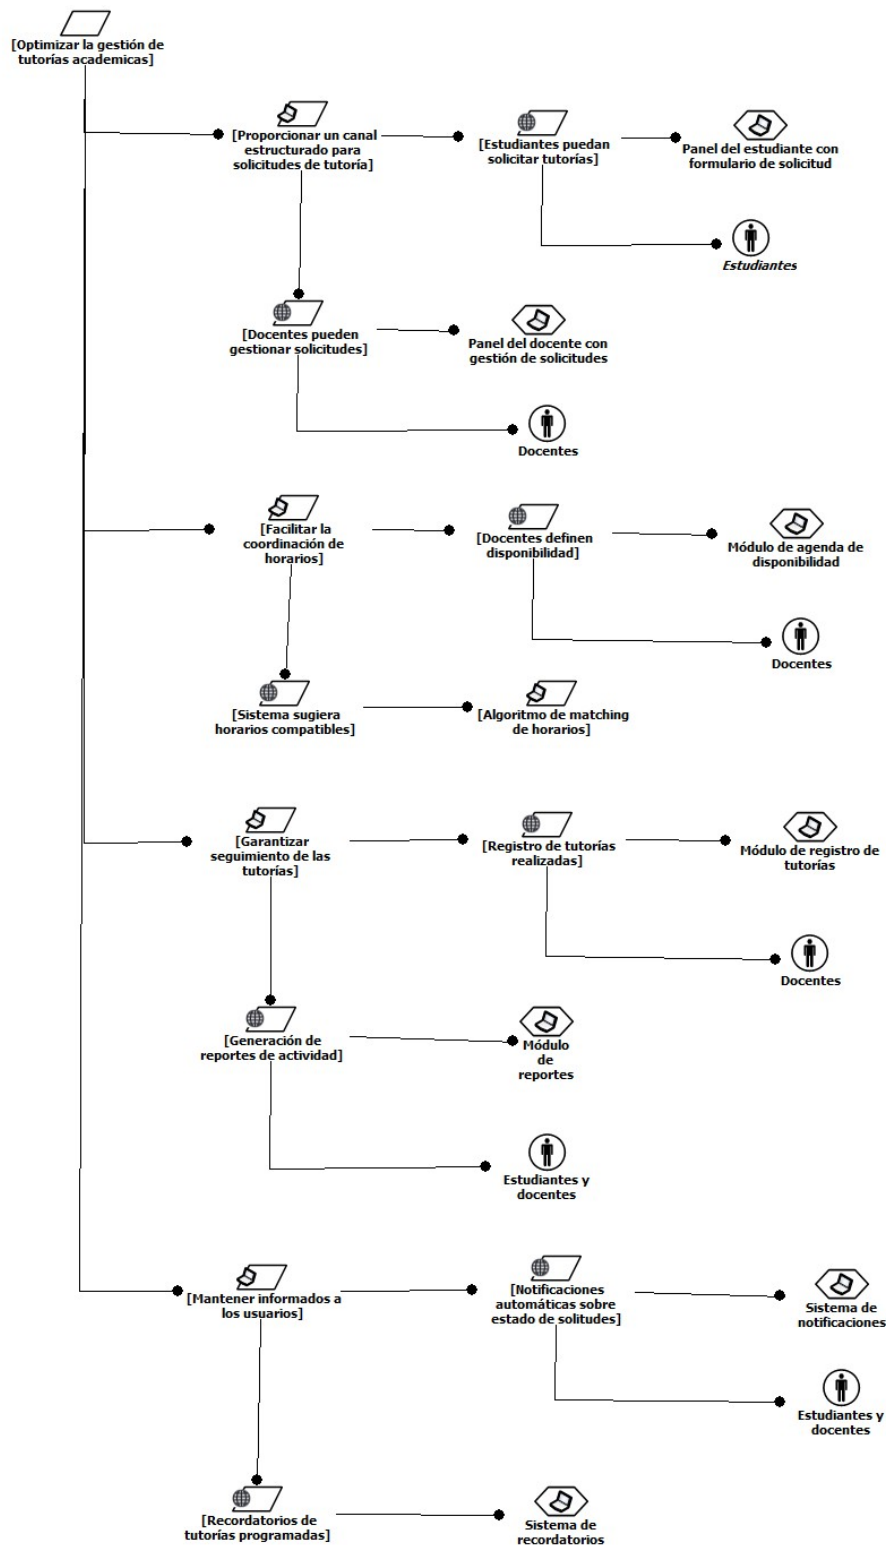 [Optimizar la gestión de
tutorías academicas]
[Proporcionar un canal
estructurado para
solicitudes de tutoría]
[Estudiantes puedan
solicitar tutorías]
Panel del estudiante con
formulario de solicitud
Estudiantes
[Docentes pueden
gestionar solicitudes]
Panel del docente con
gestión de solicitudes
Docentes
[Facilitar la
coordinación de
horarios]
[Docentes definen
disponibilidad]
Módulo de agenda de
disponibilidad
Docentes
[Sistema sugiera
horarios compatibles]
[Algoritmo de matching
de horarios]
[Garantizar
seguimiento de las
tutorías]
[Registro de tutorías
realizadas]
Módulo de registro de
tutorías
Docentes
[Generación de
reportes de actividad]
Módulo
de
reportes
Estudiantes y
docentes
[Mantener informados a
los usuarios]
[Notificaciones
automáticas sobre
estado de solitudes]
Sistema de
notificaciones
Estudiantes y
docentes
[Recordatorios de
tutorías programadas]
Sistema de
recordatorios